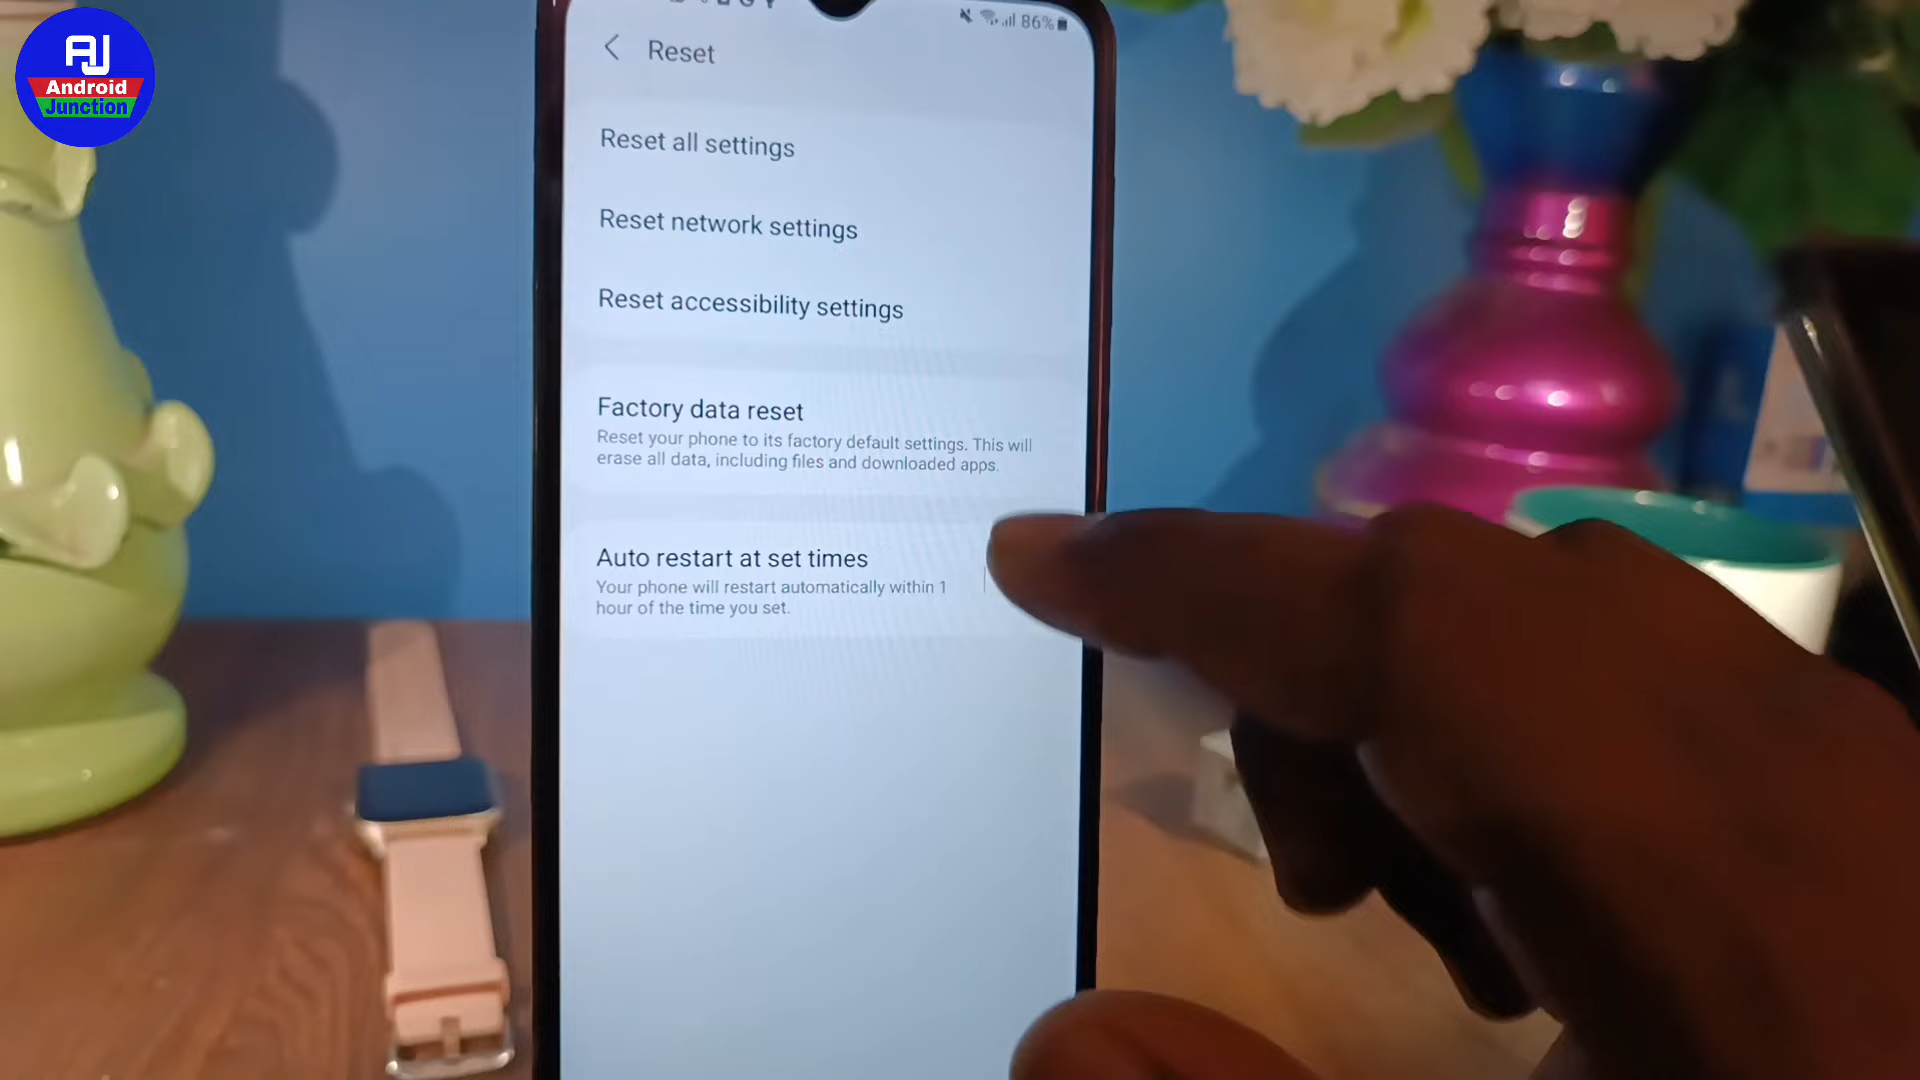 AJ
Android
Junction
86%
Reset
Reset all settings
Reset network settings
Reset accessibility settings
Factory data reset
Reset your phone to its factory default settings. This will
erase all data, including files and downloaded apps.
Auto restart at set times
Your phone will restart automatically within 1
hour of the time you set.